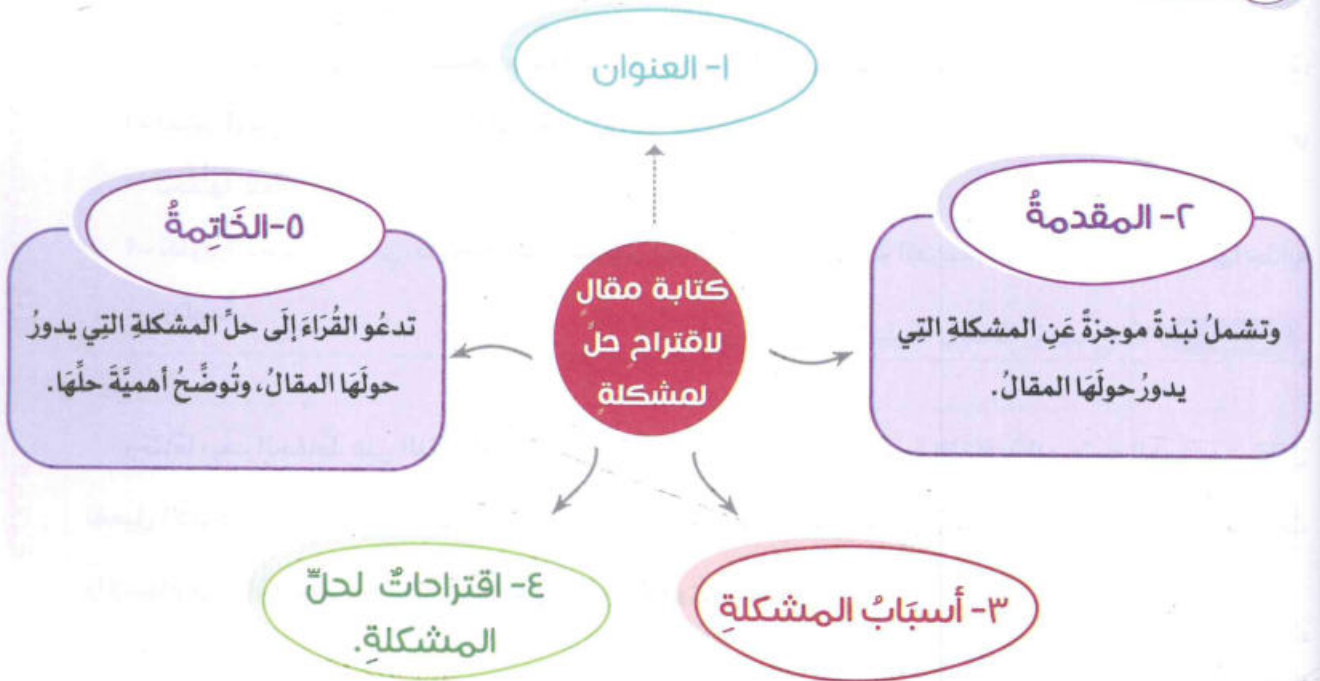 ١- العنوان
٢- المقدمةُ
وتشملُ نبذةً موجزةً عَنِ المشكلةِ التِي
يدورُ حولَهَا المقالُ.
كتابة مقالٍ
لاقتراحِ حلٍّ
لمشكلةٍ
٣- أسبَابُ المشكلةِ
٤- اقتراحاتٌ لحلِّ
المشكلةِ.
٥-الخَاتِمةُ
تدعُو القُرَاءَ إلَى حلِّ المشكلةِ التِي يدورُ
حولَهَا المقالُ، وتُوضِّحُ أهميَّةَ حلِّهَا.